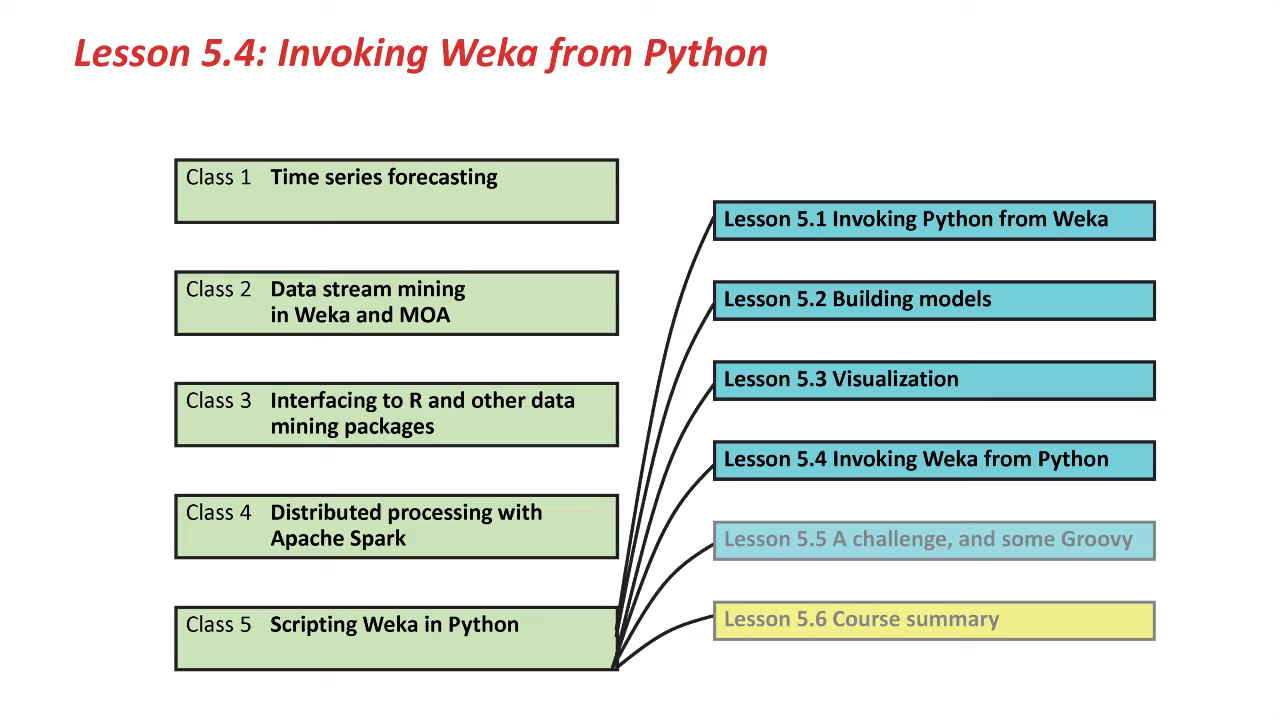 Lesson 5.4: Invoking Weka from Python
Class 1 Time series forecasting
Class 2 Data stream mining
in Weka and MOA
Class 3 Interfacing to R and other data
mining packages
Class 4 Distributed processing with
Apache Spark
Class 5 Scripting Weka in Python
Lesson 5.1 Invoking Python from Weka
Lesson 5.2 Building models
Lesson 5.3 Visualization
Lesson 5.4 Invoking Weka from Python
Lesson 5.5 A challenge, and some Groovy
Lesson 5.6 Course summary